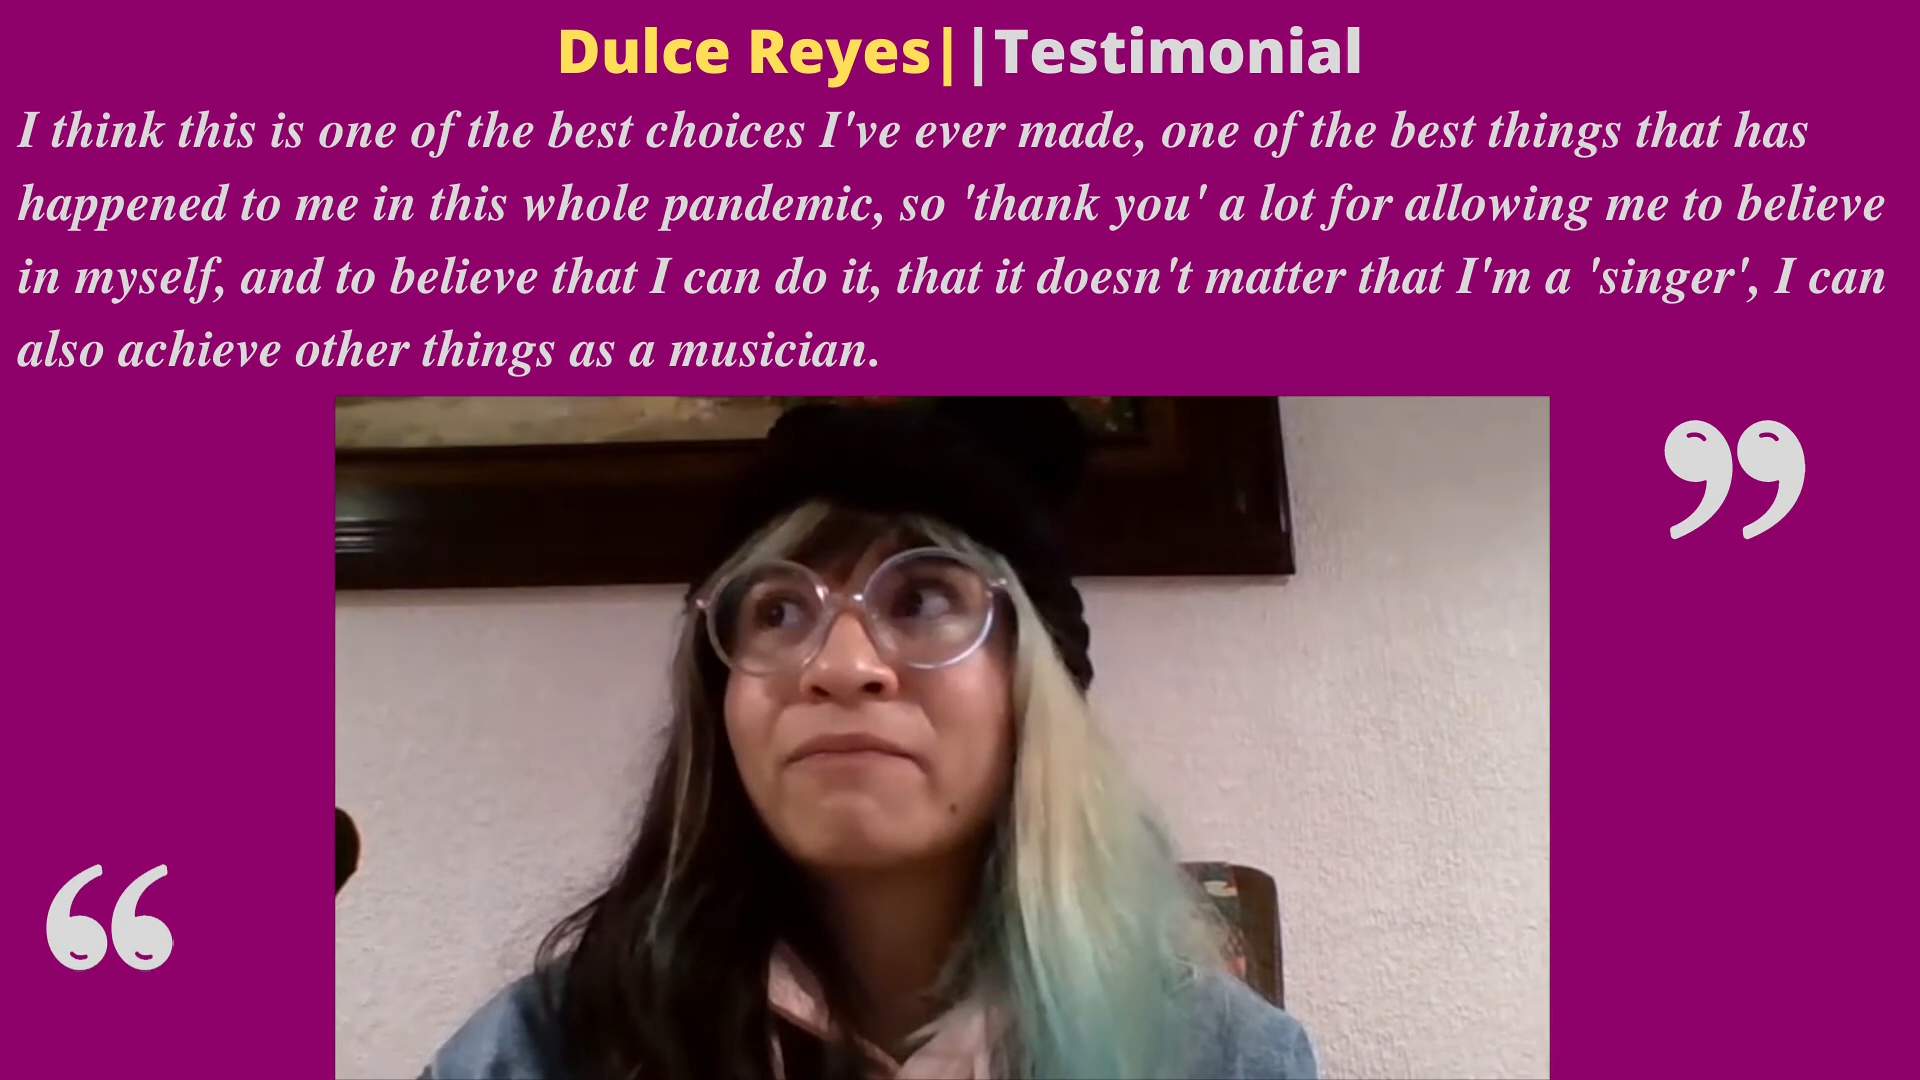 Dulce Reyes||Testimonial
I think this is one of the best choices I've ever made, one of the best things that has
happened to me in this whole pandemic, so 'thank you' a lot for allowing me to believe
in myself, and to believe that I can do it, that it doesn't matter that I'm a 'singer', I can
also achieve other things as a musician.
”
“